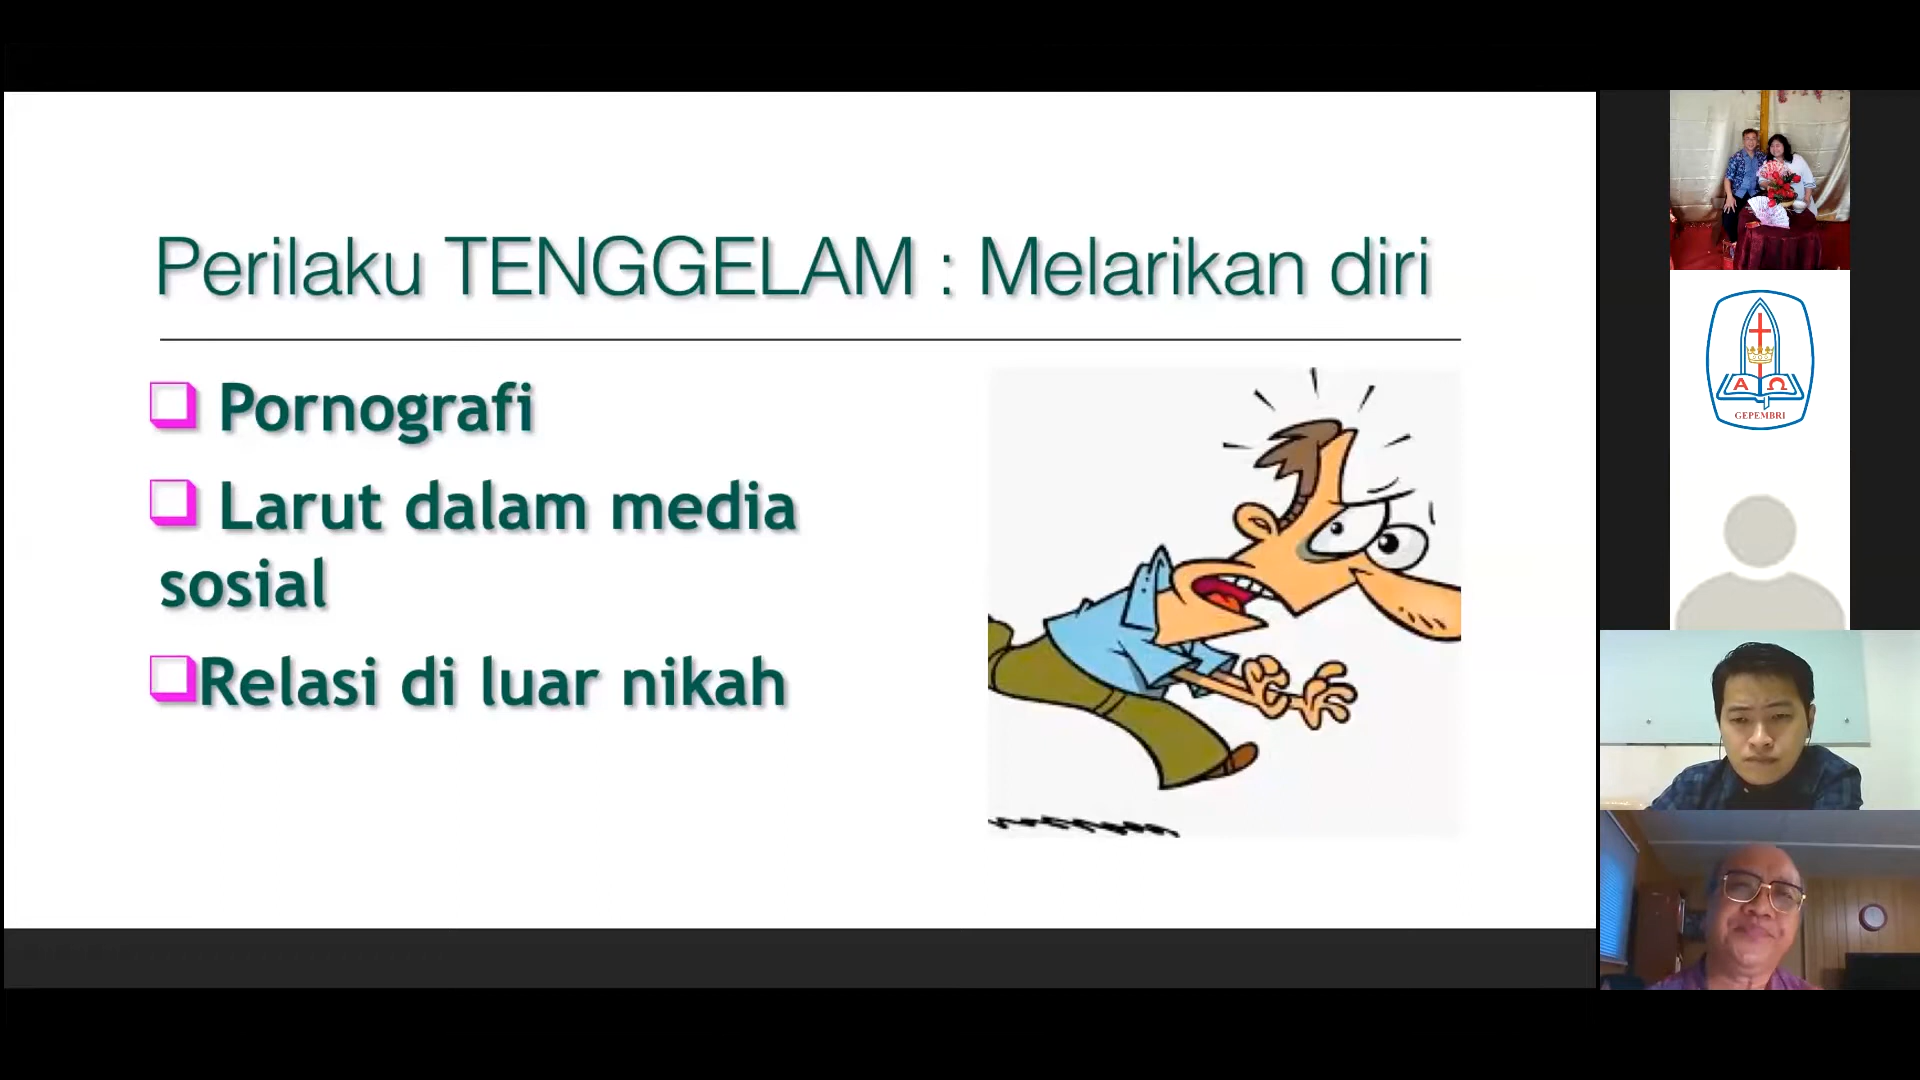 Perilaku TENGGELAM : Melarikan diri
Pornografi
Larut dalam media
sosial
Relasi di luar nikah
A Ω
GEPEMBRI